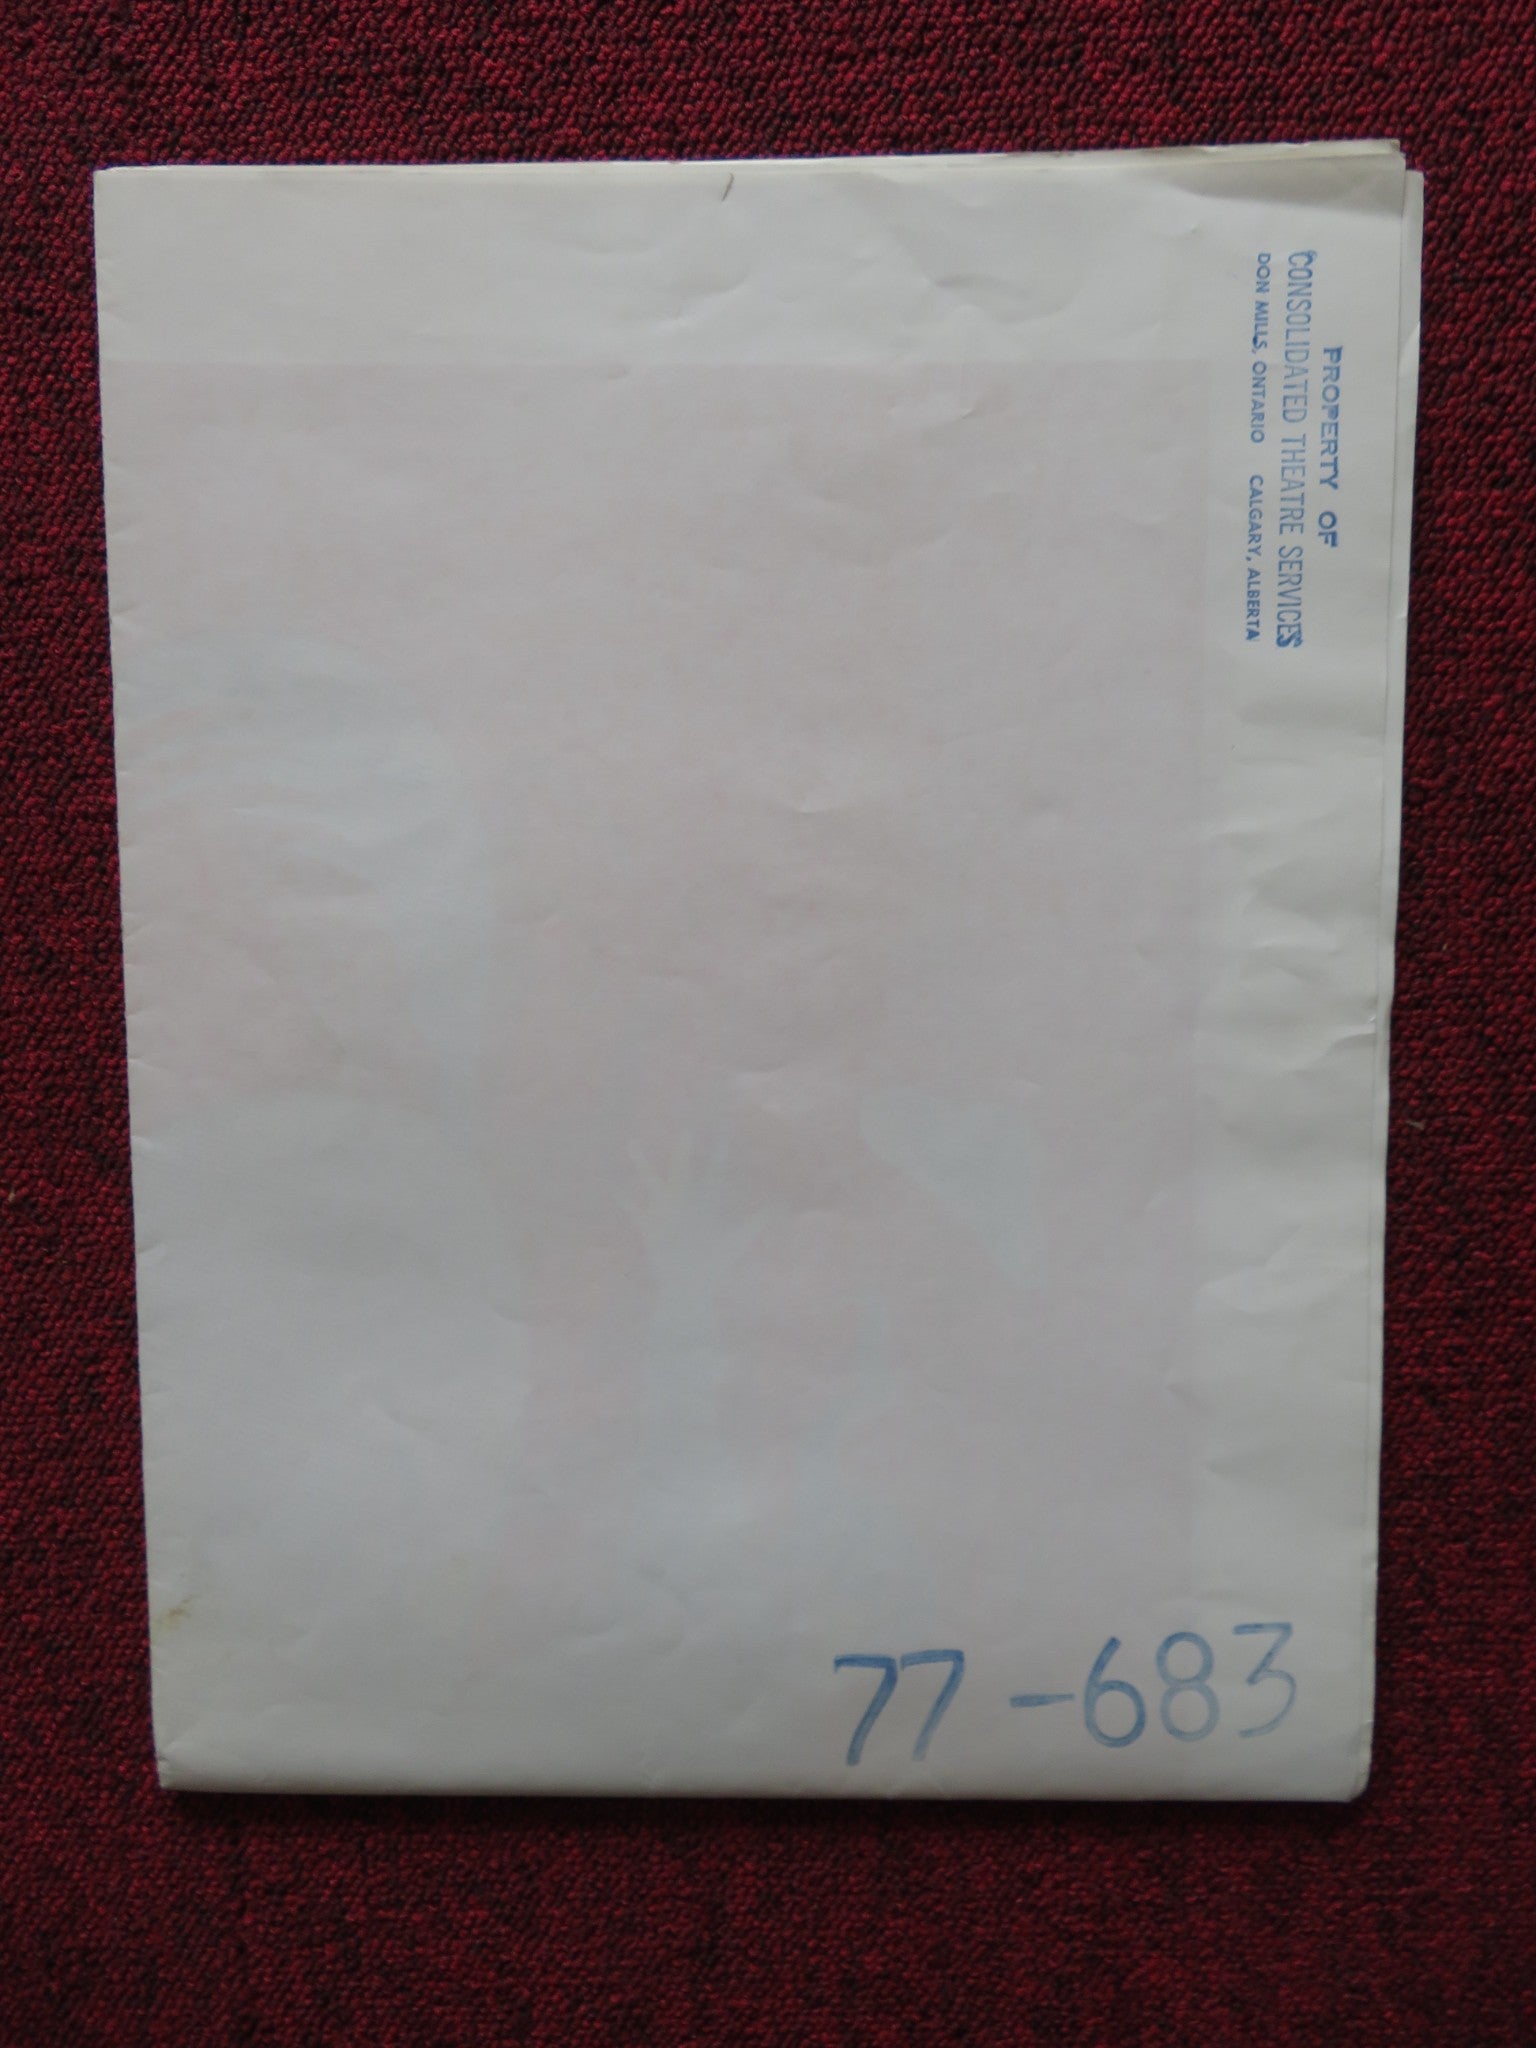 PROPERTY OF
CONSOLIDATED THEATRE SERVICES
DON MILLS, ONTARIO CALGARY, ALBERTA
77-683